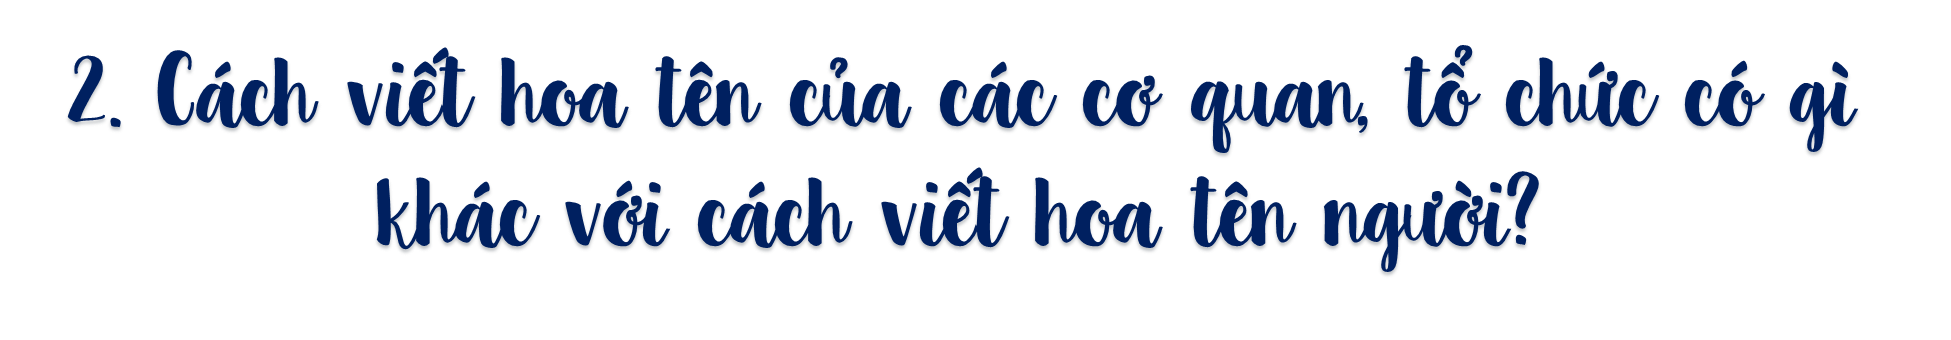 2. Cách viết hoa tên của các cơ quan, tổ chức có gì
khác với cách viết hoa tên người?